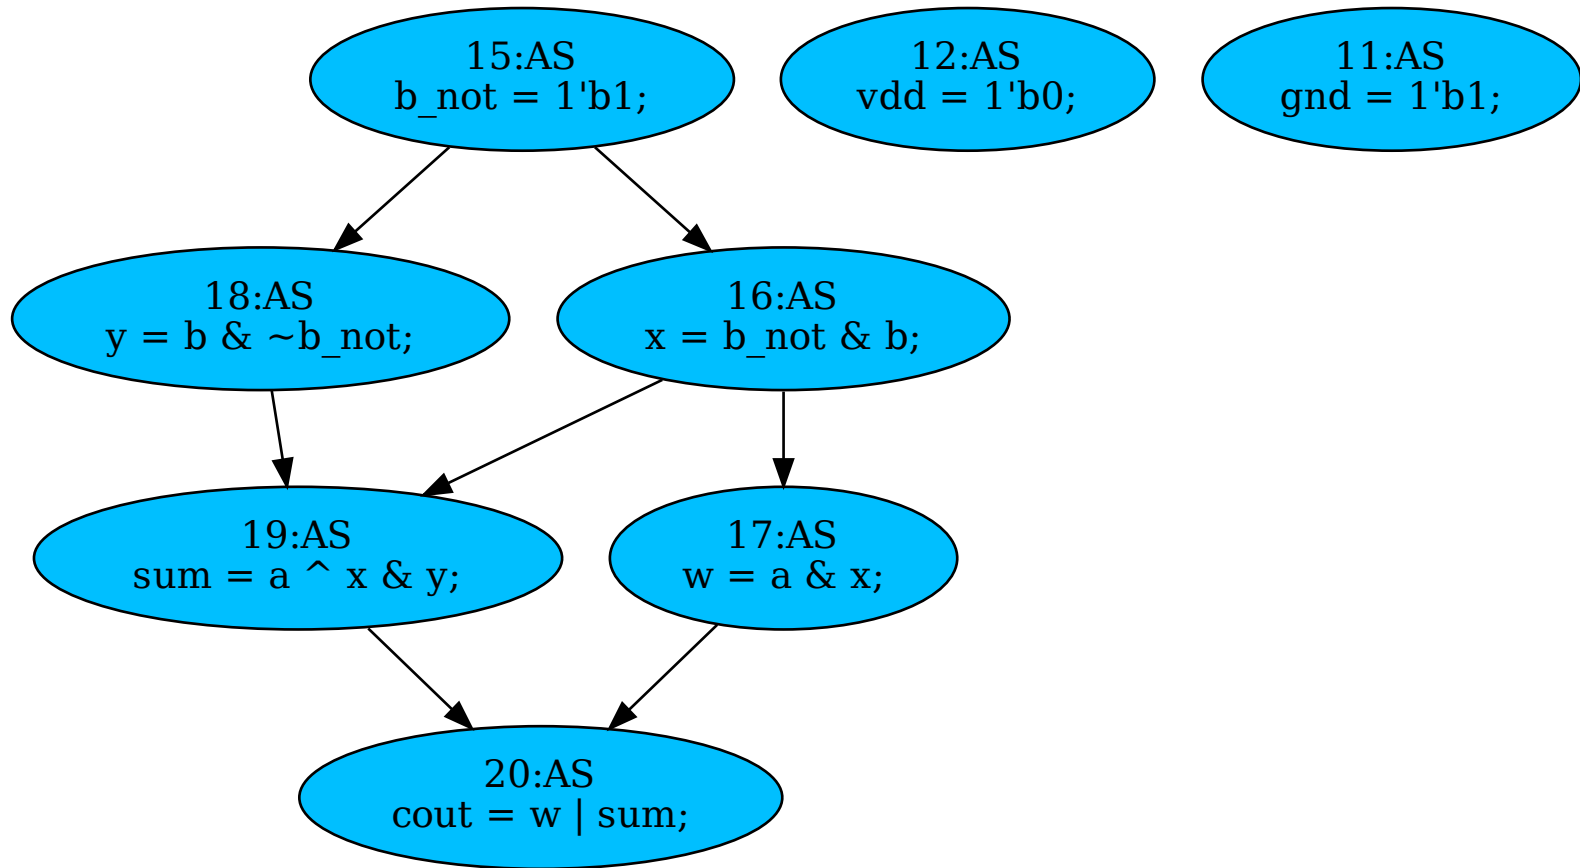 15:AS
b_not = 1'b1;
12:AS
vdd = 1'b0;
11:AS
gnd = 1'b1;
18:AS
y = b & ~b_not;
16:AS
x = b_not & b;
19:AS
sum = a ^ x & y;
17:AS
w = a & x;
20:AS
cout = w | sum;